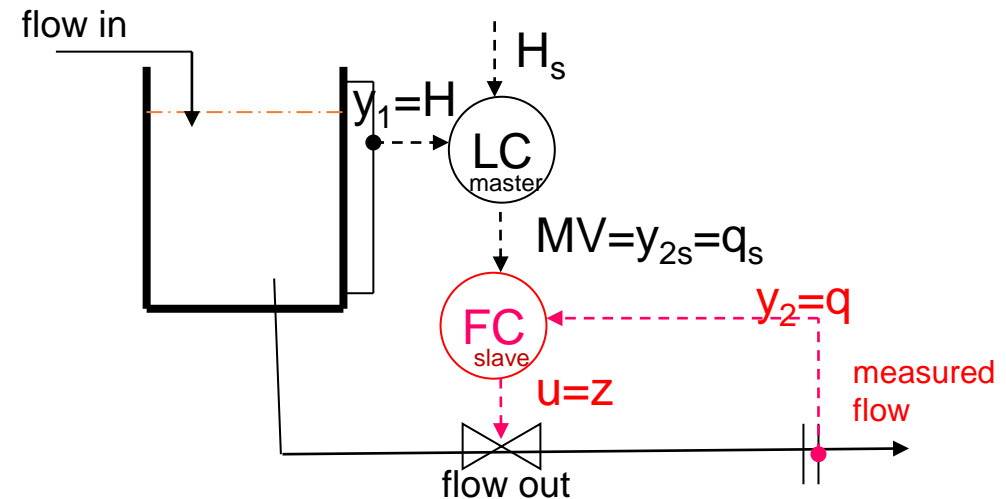 flow in
Hₛ
y₁=H
LC
master
MV=y₂ₛ=qₛ
y₂=q
FC
slave
u=z
measured
flow
flow out